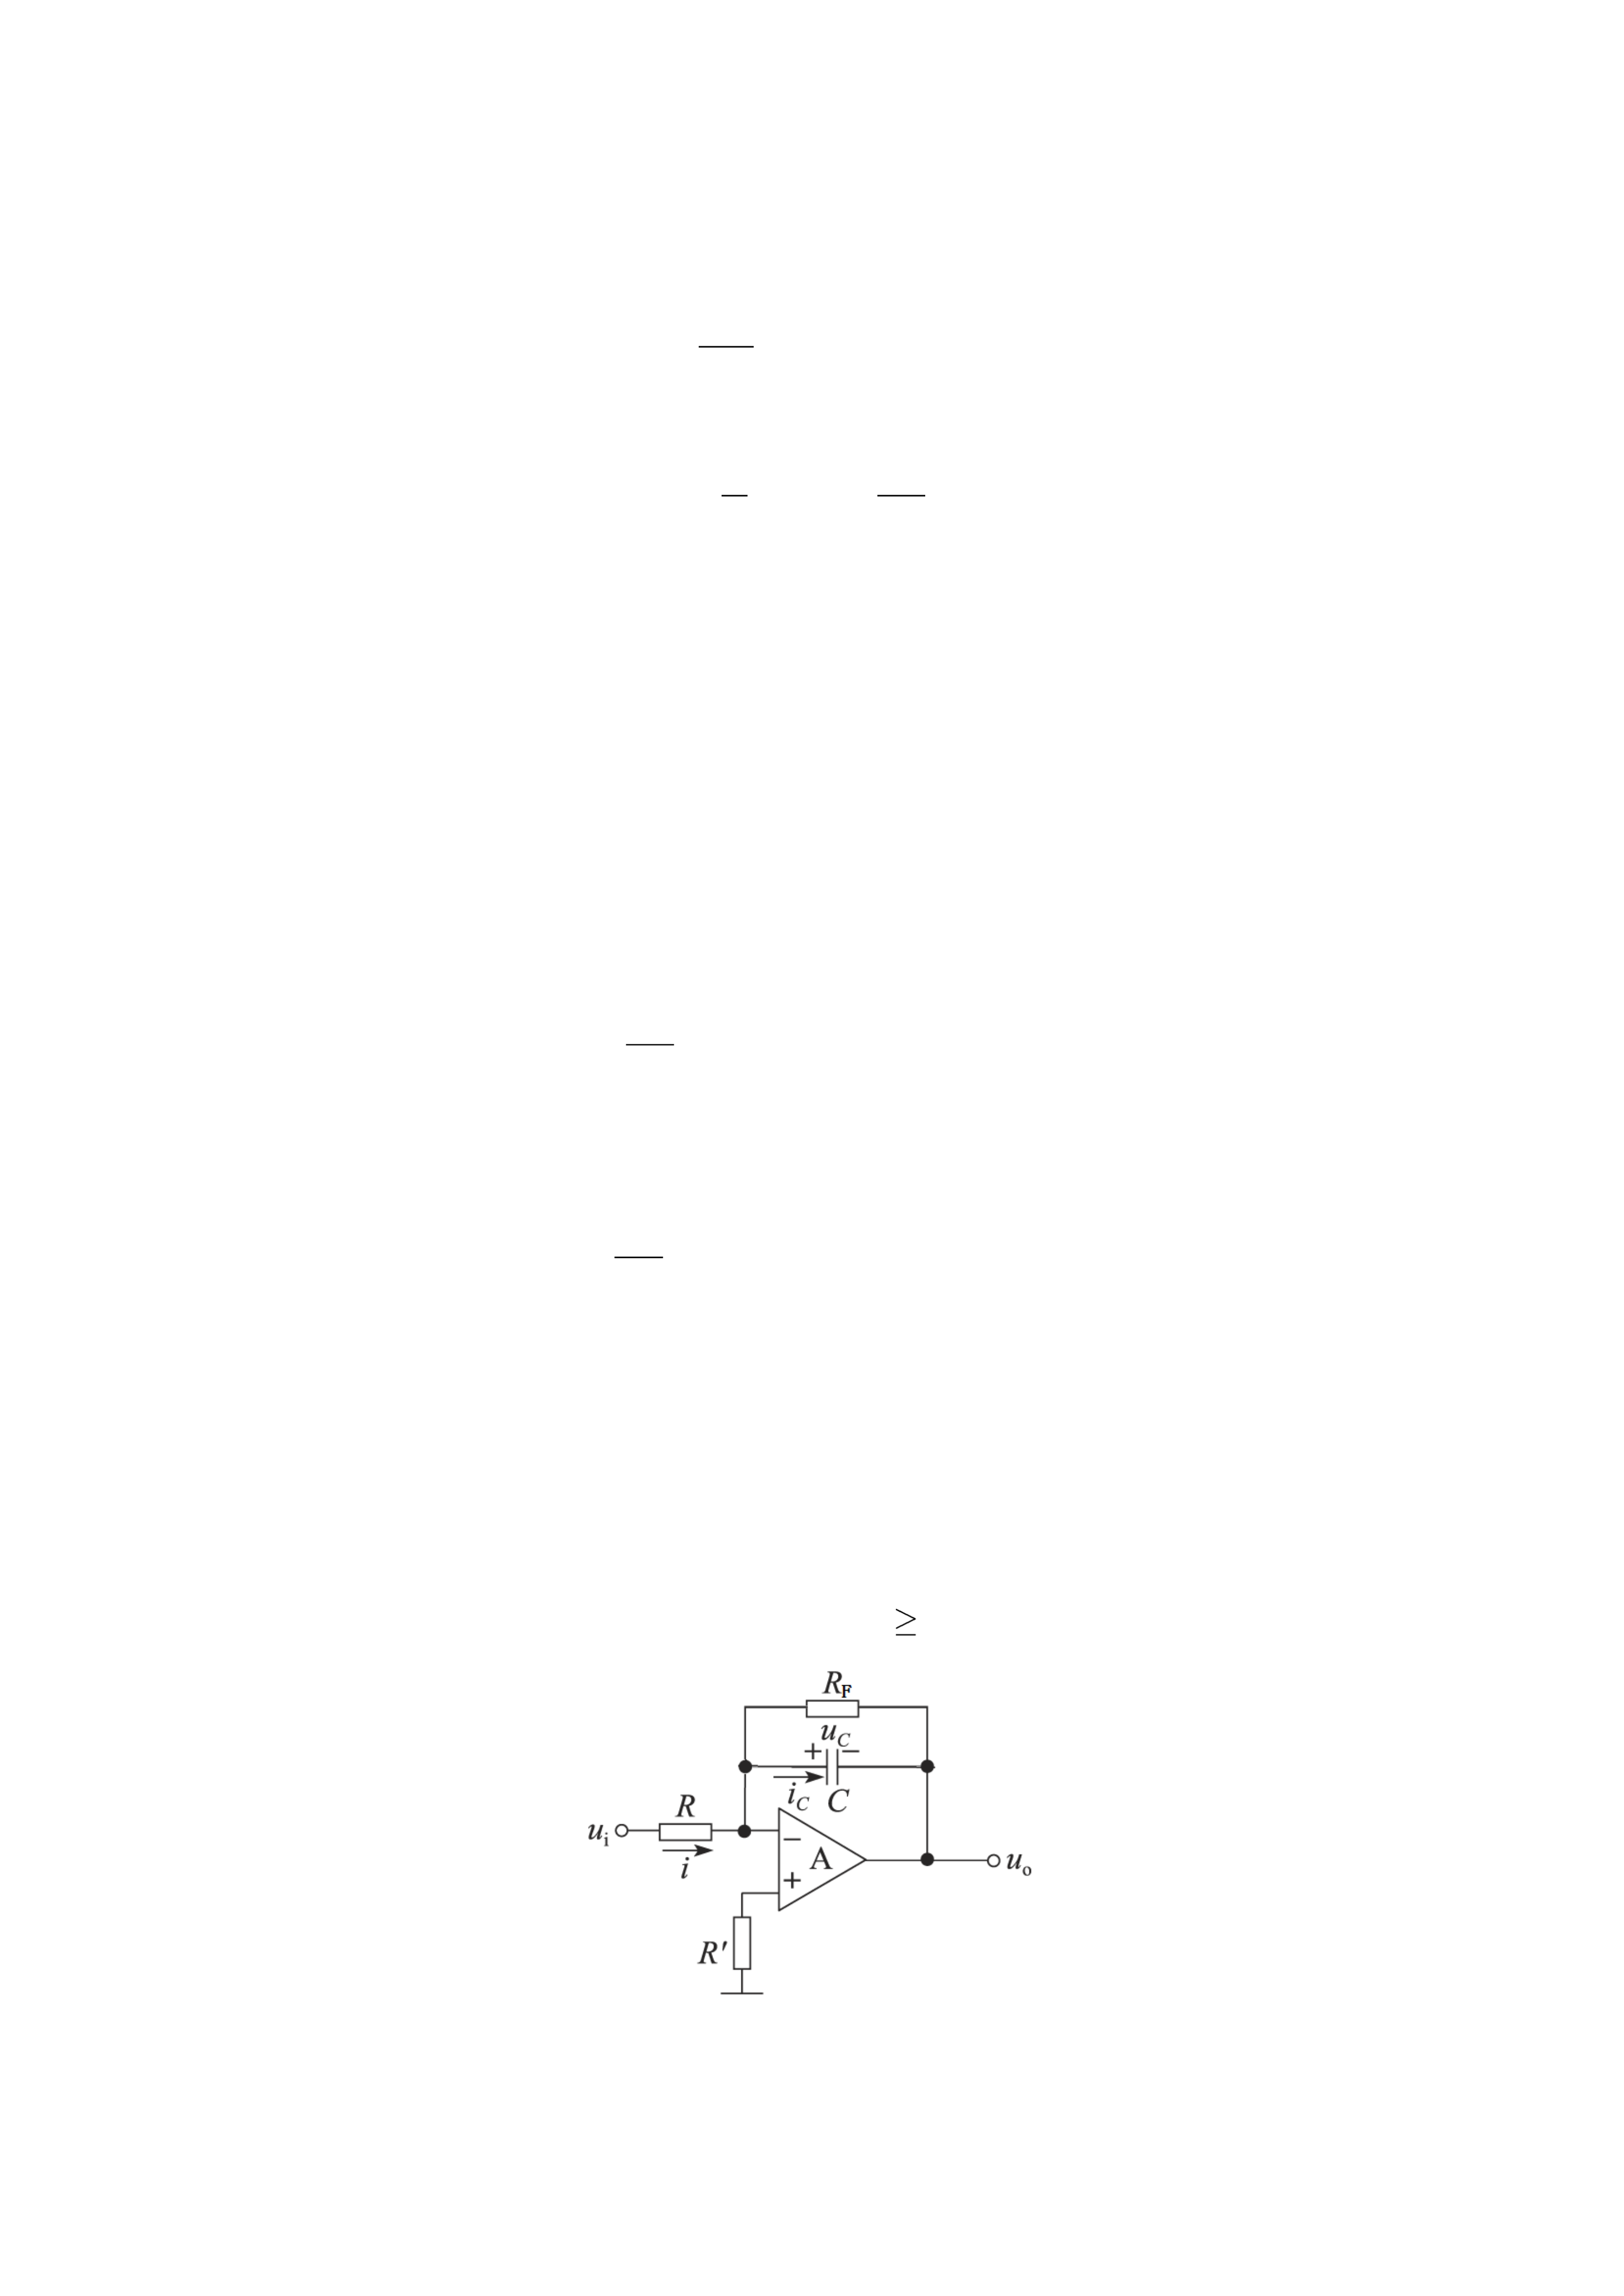 ≥
R_F
u_C
+ −
i_C C
R
u_i
−
A
u_o
i
+
R′